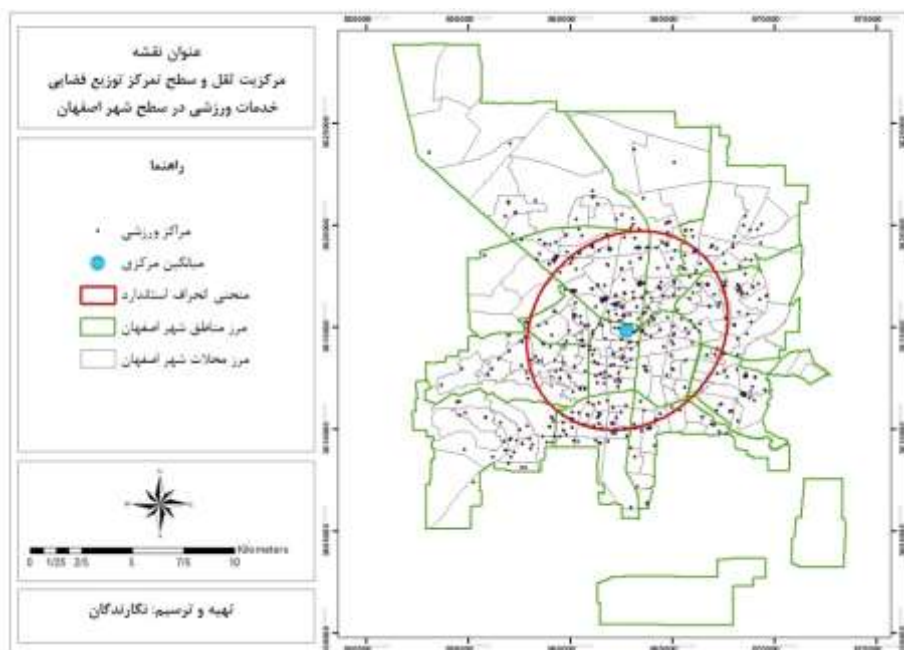 عنوان نقشه
مرکزیت ثقل و سطح تمرکز توزیع فضایی
خدمات ورزشی در سطح شهر اصفهان
راهنما
مراکز ورزشی
میانگین مرکزی
منحنی انحراف استاندارد
مرز مناطق شهر اصفهان
مرز محلات شهر اصفهان
Kilometers
0 1/25 2/5 5 7/5 10
تهیه و ترسیم: نگارندگان